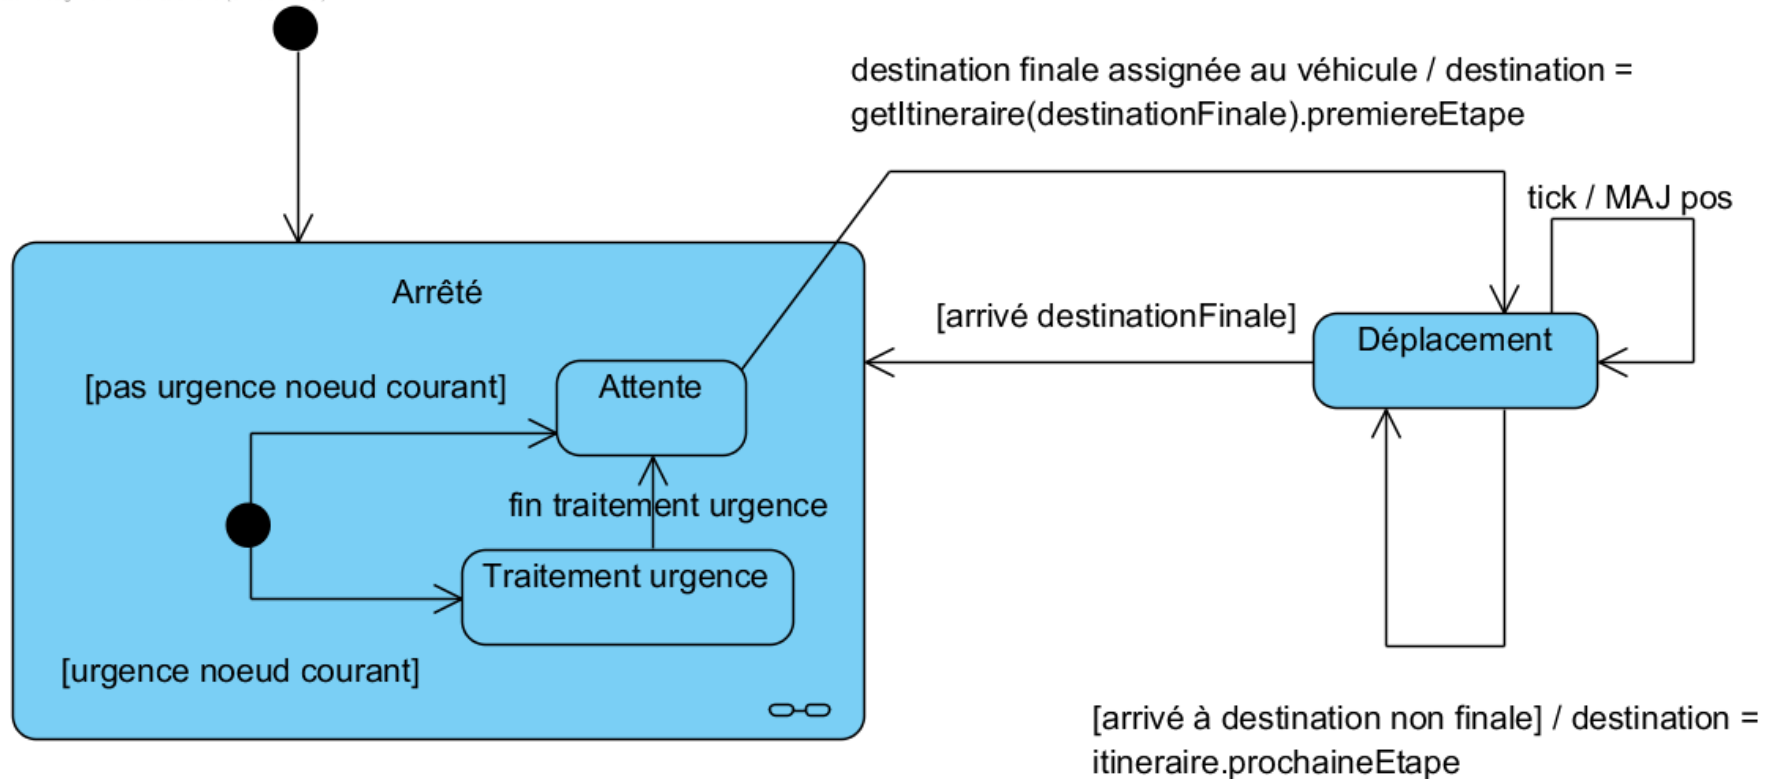 destination finale assignée au véhicule / destination =
getItineraire(destinationFinale).premiereEtape
tick / MAJ pos
Arrêté
[arrivé destinationFinale]
Déplacement
[pas urgence noeud courant]
Attente
fin traitement urgence
Traitement urgence
[urgence noeud courant]
[arrivé à destination non finale] / destination =
itineraire.prochaineEtape